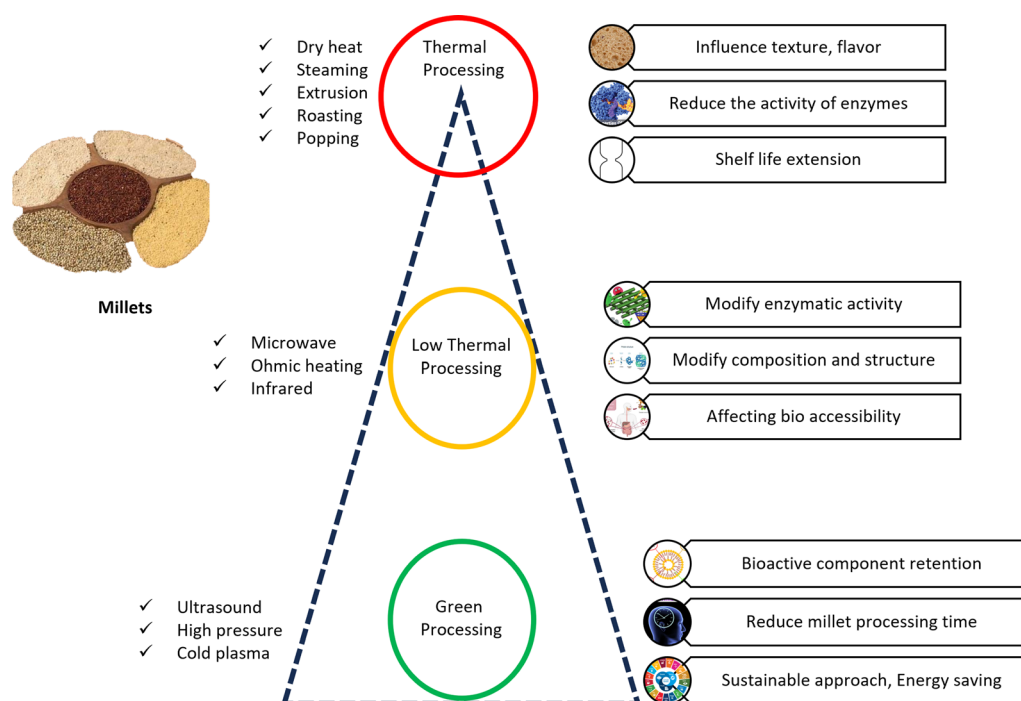 Thermal
Processing
✓ Dry heat
✓ Steaming
✓ Extrusion
✓ Roasting
✓ Popping
Influence texture, flavor
Reduce the activity of enzymes
Shelf life extension
Millets
Low Thermal
Processing
✓ Microwave
✓ Ohmic heating
✓ Infrared
Modify enzymatic activity
Modify composition and structure
Affecting bio accessibility
Green
Processing
✓ Ultrasound
✓ High pressure
✓ Cold plasma
Bioactive component retention
Reduce millet processing time
Sustainable approach, Energy saving